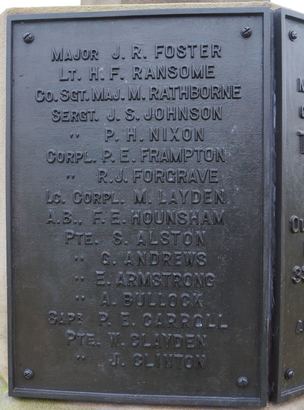 MAJOR J. R. FOSTER
LT. H. F. RANSOME
CO. SGT. MAJ. M. RATHBORNE
SERGT. J. S. JOHNSON
" P. H. NIXON
CORPL. P. E. FRAMPTON
" R. J. FORGRAVE
LC. CORPL. M. LAYDEN
A.B., F. E. HOUNSHAM
PTE. S. ALSTON
" G. ANDREWS
" E. ARMSTRONG
" A. BULLOCK
SAPR P. E. CARROLL
PTE. W. CLAYDEN
" J. CLINTON